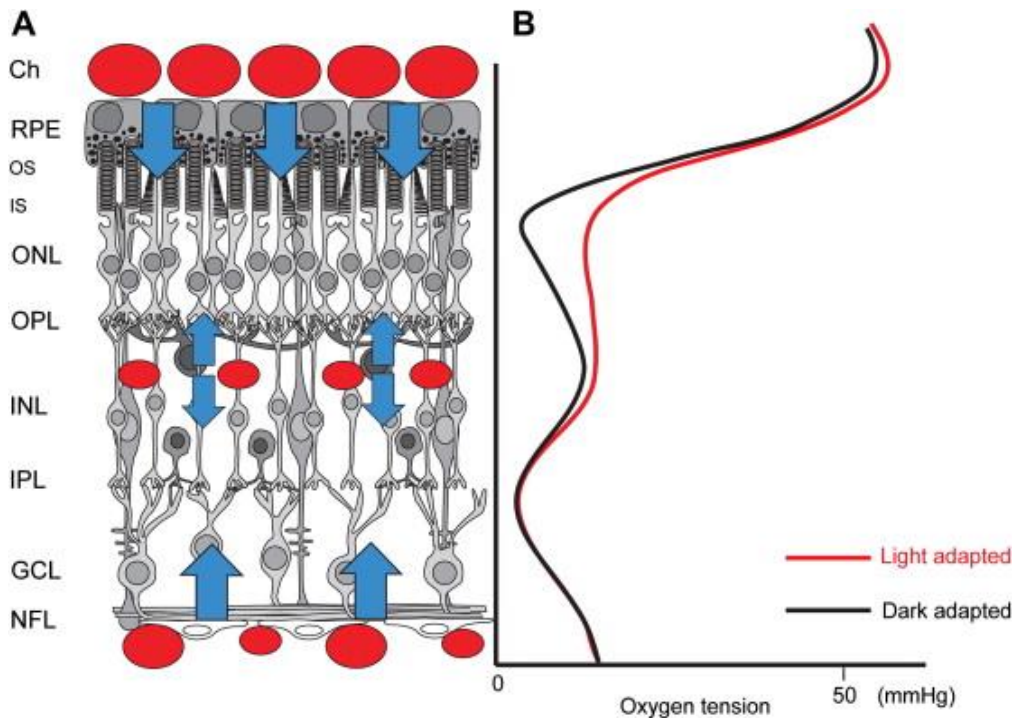 A
B
Ch
RPE
OS
IS
ONL
OPL
INL
IPL
GCL
NFL
Light adapted
Dark adapted
0
50
(mmHg)
Oxygen tension